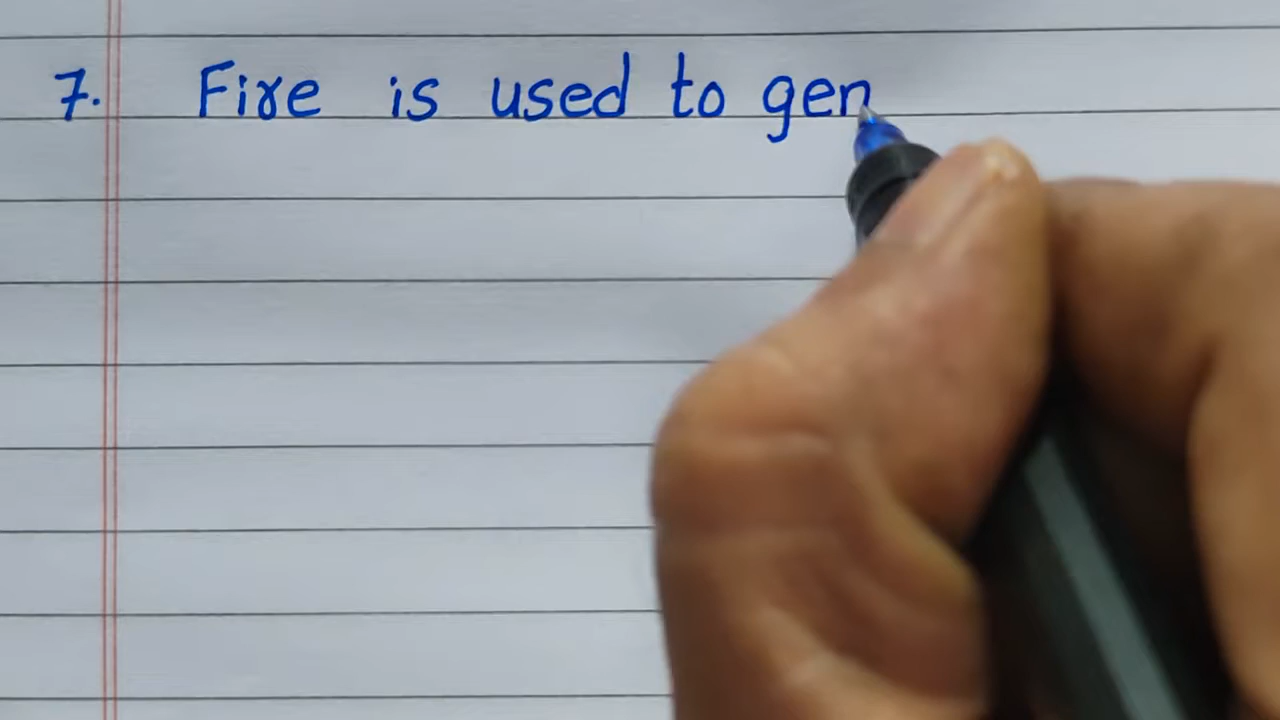 7. Fire is used to gen